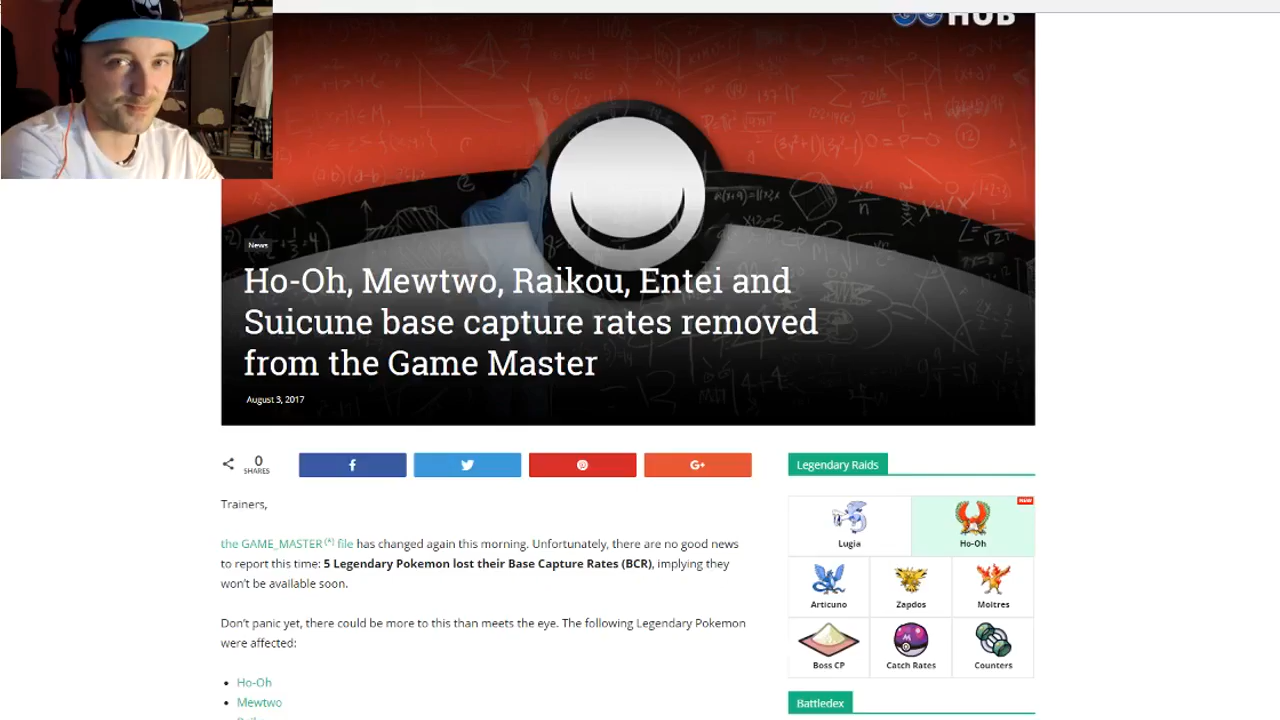 HUB
News
Ho-Oh, Mewtwo, Raikou, Entei and
Suicune base capture rates removed
from the Game Master
August 3, 2017
0
SHARES
Legendary Raids
Trainers,
the GAME_MASTER(*) file has changed again this morning. Unfortunately, there are no good news
to report this time: 5 Legendary Pokemon lost their Base Capture Rates (BCR), implying they
won't be available soon.
Don't panic yet, there could be more to this than meets the eye. The following Legendary Pokemon
were affected:
• Ho-Oh
• Mewtwo
NEW
Lugia
Ho-Oh
Articuno
Zapdos
Moltres
Boss CP
Catch Rates
Counters
Battledex